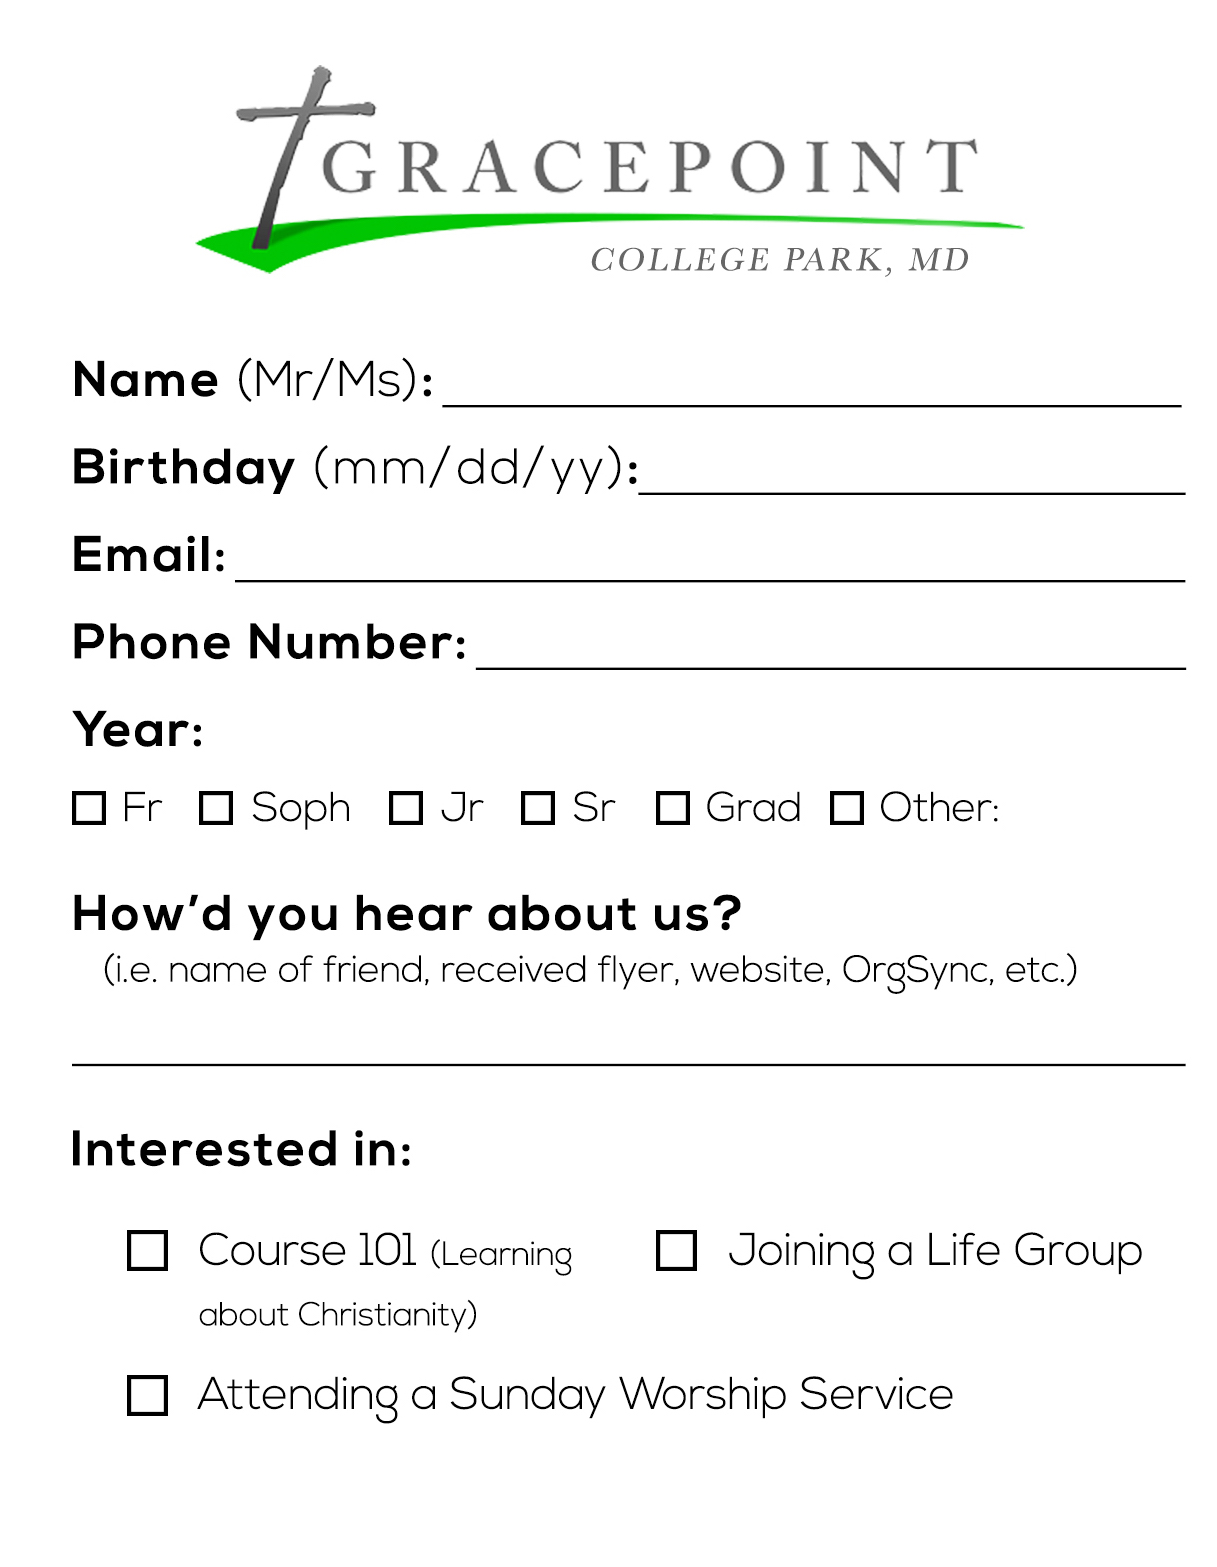 GRACEPOINT
COLLEGE PARK, MD
Name (Mr/Ms):
Birthday (mm/dd/yy):
Email:
Phone Number:
Year:
Fr Soph Jr Sr Grad Other:
How’d you hear about us?
(i.e. name of friend, received flyer, website, OrgSync, etc.)
Interested in:
Course 101 (Learning Joining a Life Group
about Christianity)
Attending a Sunday Worship Service